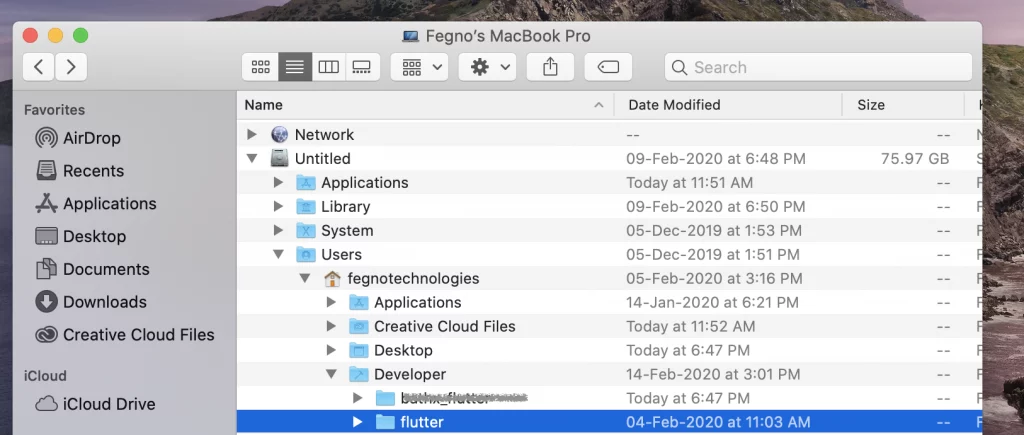 Fegno's MacBook Pro
Search
Favorites
AirDrop
Recents
Applications
Desktop
Documents
Downloads
Creative Cloud Files
iCloud
iCloud Drive
Name Date Modified Size
Network -- --
Untitled 09-Feb-2020 at 6:48 PM 75.97 GB
Applications Today at 11:51 AM --
Library 09-Feb-2020 at 6:50 PM --
System 05-Dec-2019 at 1:53 PM --
Users 05-Dec-2019 at 1:51 PM --
fegnotechnologies 05-Feb-2020 at 3:16 PM --
Applications 14-Jan-2020 at 6:21 PM --
Creative Cloud Files Today at 11:52 AM --
Desktop Today at 6:47 PM --
Developer 14-Feb-2020 at 3:01 PM --
Today at 6:47 PM --
flutter 04-Feb-2020 at 11:03 AM --